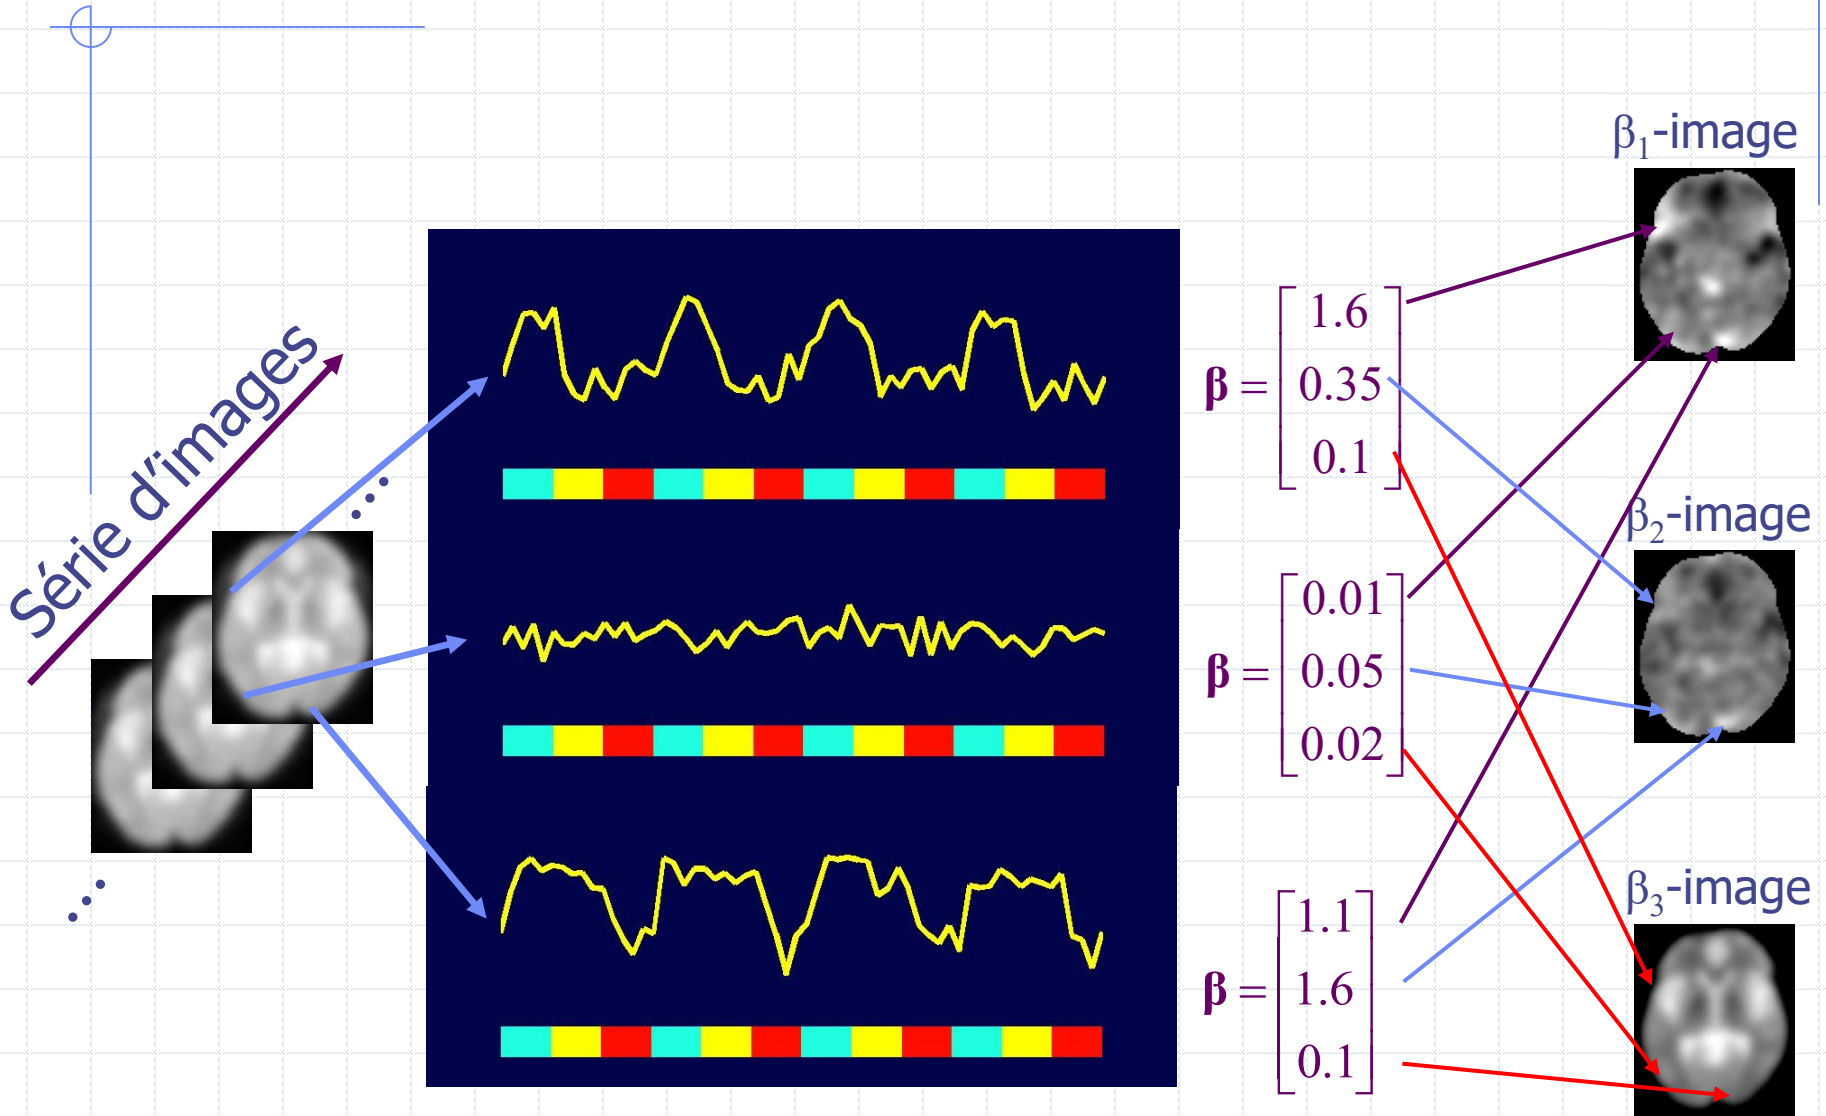 Série d'images
...
...
β = [1.6 0.35 0.1]
β = [0.01 0.05 0.02]
β = [1.1 1.6 0.1]
β₁-image
β₂-image
β₃-image